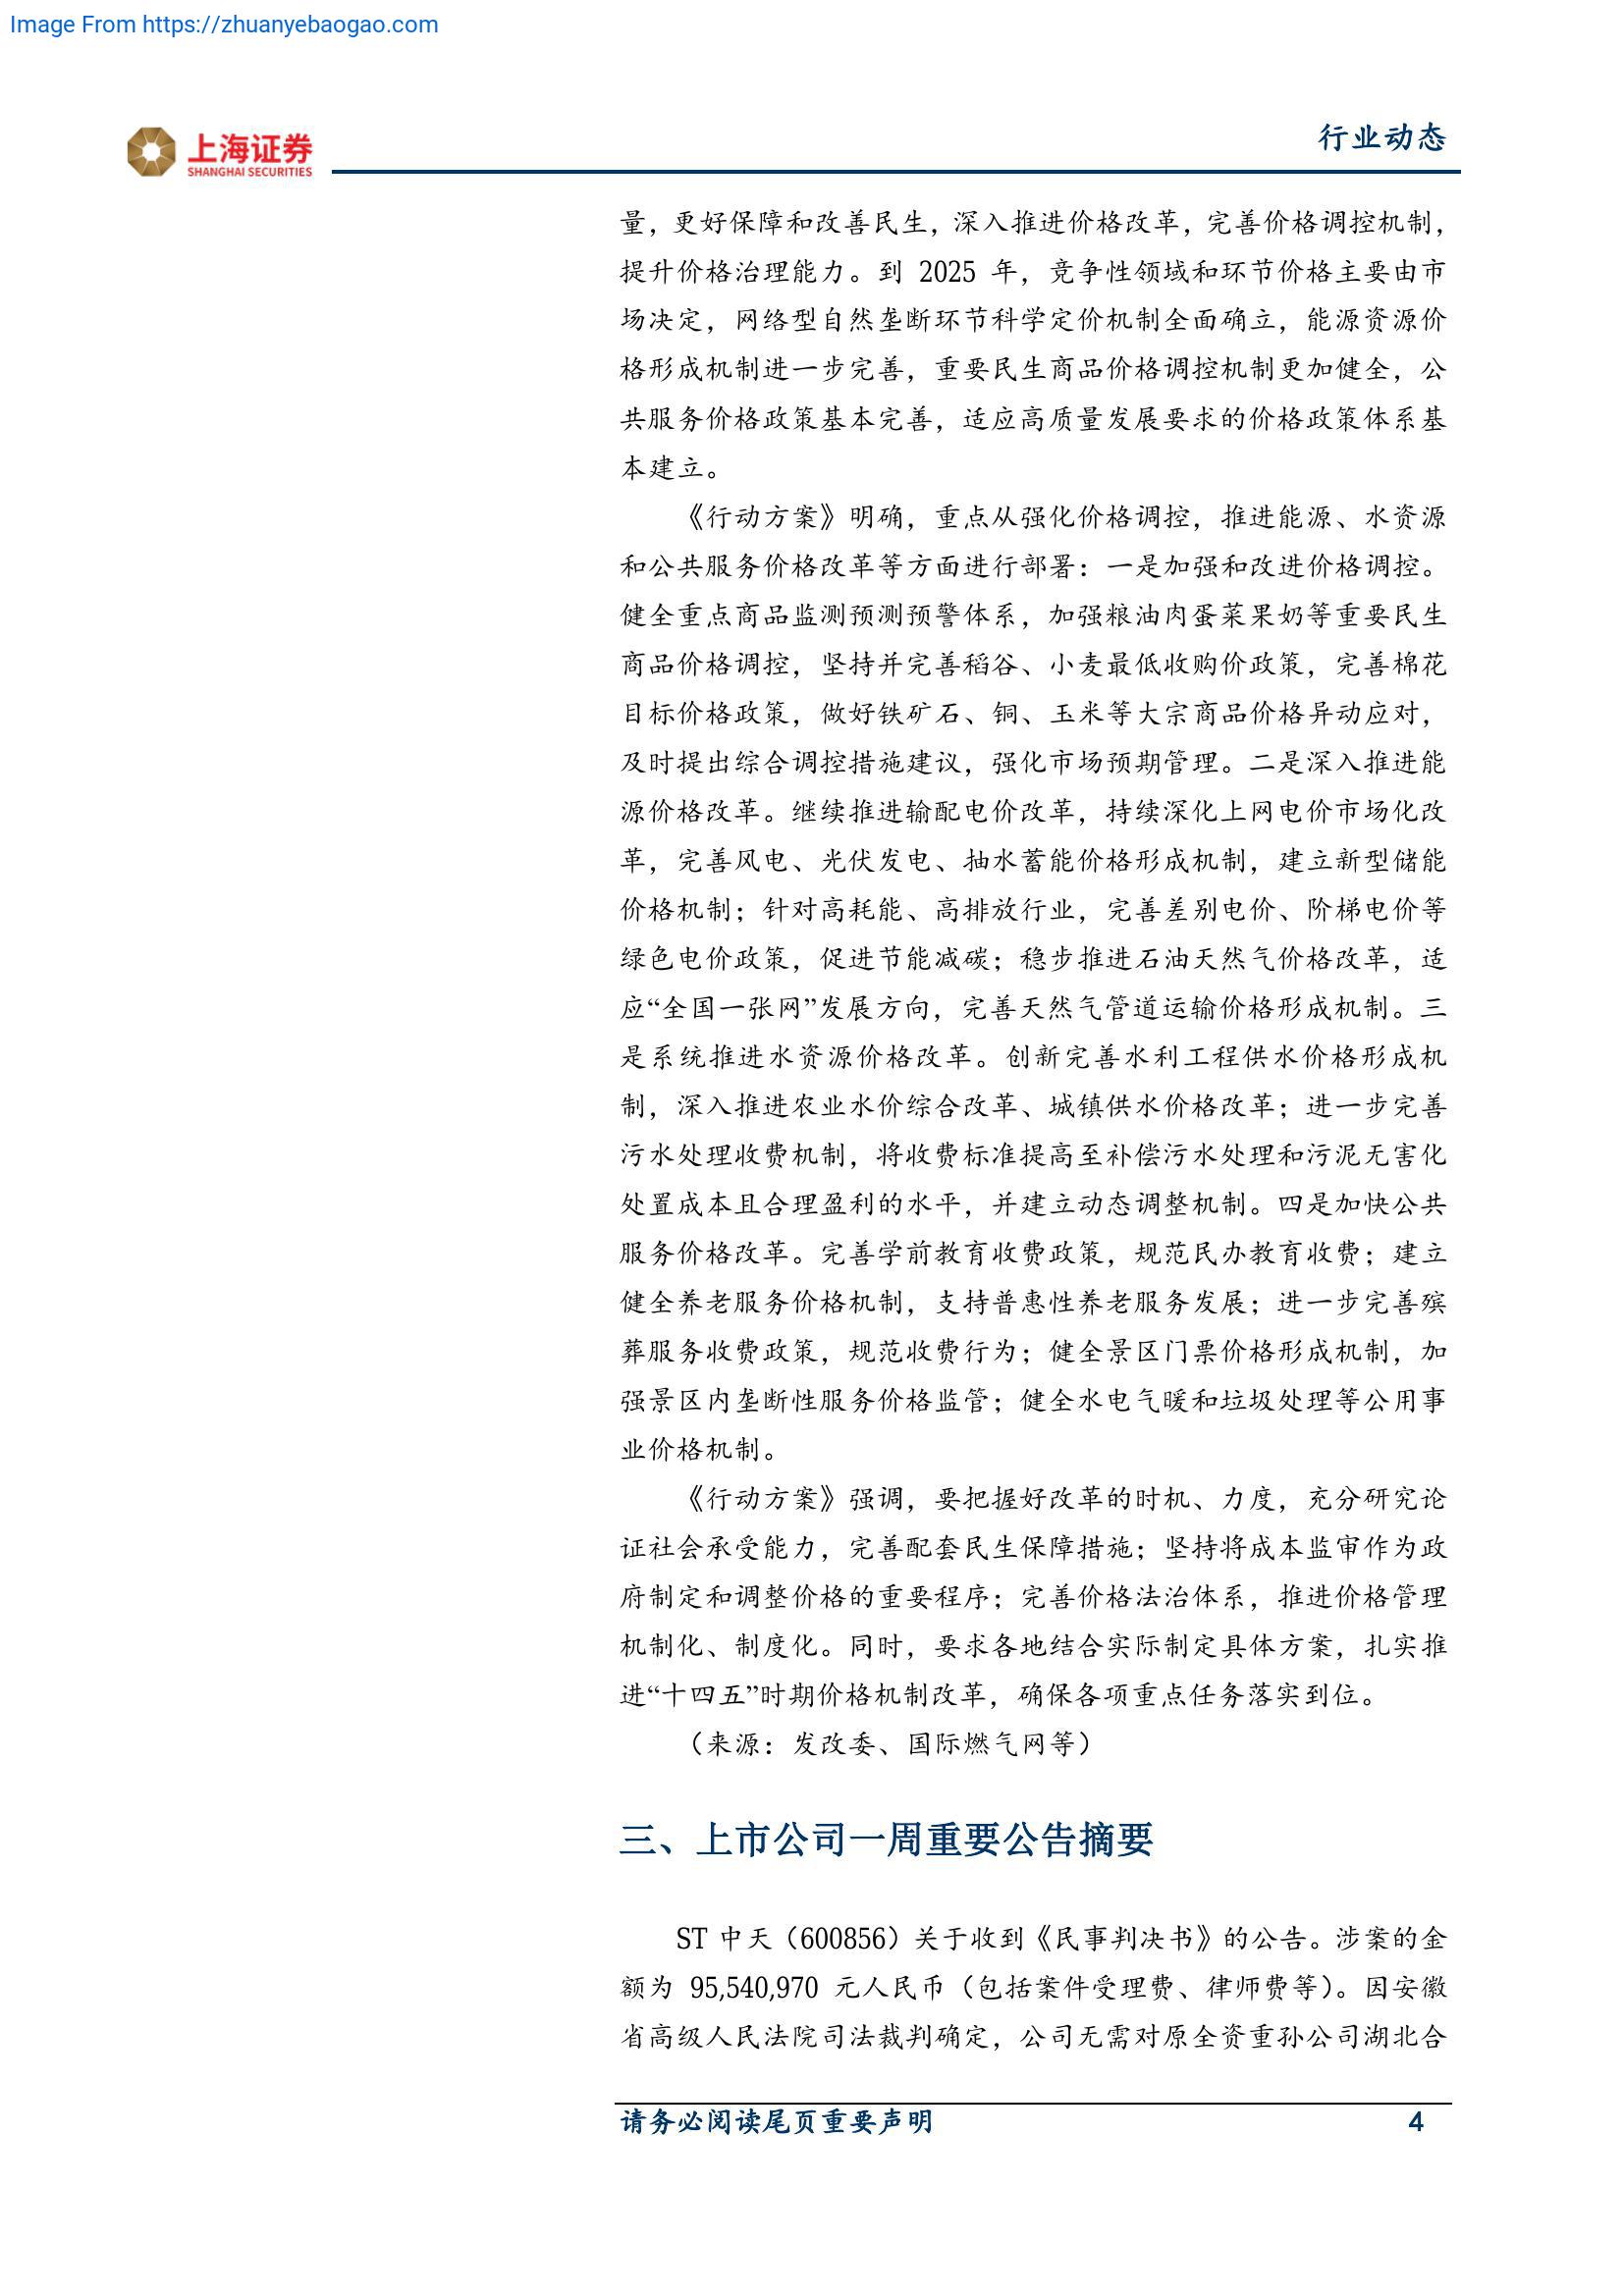 Image From https://zhuanyebaogao.com
上海证券
SHANGHAI SECURITIES
行业动态
量，更好保障和改善民生，深入推进价格改革，完善价格调控机制，
提升价格治理能力。到 2025 年，竞争性领域和环节价格主要由市
场决定，网络型自然垄断环节科学定价机制全面确立，能源资源价
格形成机制进一步完善，重要民生商品价格调控机制更加健全，公
共服务价格政策基本完善，适应高质量发展要求的价格政策体系基
本建立。
《行动方案》明确，重点从强化价格调控，推进能源、水资源
和公共服务价格改革等方面进行部署：一是加强和改进价格调控。
健全重点商品监测预测预警体系，加强粮油肉蛋菜果奶等重要民生
商品价格调控，坚持并完善稻谷、小麦最低收购价政策，完善棉花
目标价格政策，做好铁矿石、铜、玉米等大宗商品价格异动应对，
及时提出综合调控措施建议，强化市场预期管理。二是深入推进能
源价格改革。继续推进输配电价改革，持续深化上网电价市场化改
革，完善风电、光伏发电、抽水蓄能价格形成机制，建立新型储能
价格机制；针对高耗能、高排放行业，完善差别电价、阶梯电价等
绿色电价政策，促进节能减碳；稳步推进石油天然气价格改革，适
应“全国一张网”发展方向，完善天然气管道运输价格形成机制。三
是系统推进水资源价格改革。创新完善水利工程供水价格形成机
制，深入推进农业水价综合改革、城镇供水价格改革；进一步完善
污水处理收费机制，将收费标准提高至补偿污水处理和污泥无害化
处置成本且合理盈利的水平，并建立动态调整机制。四是加快公共
服务价格改革。完善学前教育收费政策，规范民办教育收费；建立
健全养老服务价格机制，支持普惠性养老服务发展；进一步完善殡
葬服务收费政策，规范收费行为；健全景区门票价格形成机制，加
强景区内垄断性服务价格监管；健全水电气暖和垃圾处理等公用事
业价格机制。
《行动方案》强调，要把握好改革的时机、力度，充分研究论
证社会承受能力，完善配套民生保障措施；坚持将成本监审作为政
府制定和调整价格的重要程序；完善价格法治体系，推进价格管理
机制化、制度化。同时，要求各地结合实际制定具体方案，扎实推
进“十四五”时期价格机制改革，确保各项重点任务落实到位。
（来源：发改委、国际燃气网等）
三、上市公司一周重要公告摘要
ST 中天（600856）关于收到《民事判决书》的公告。涉案的金
额为 95,540,970 元人民币（包括案件受理费、律师费等）。因安徽
省高级人民法院司法裁判确定，公司无需对原全资重孙公司湖北合
请务必阅读尾页重要声明
4